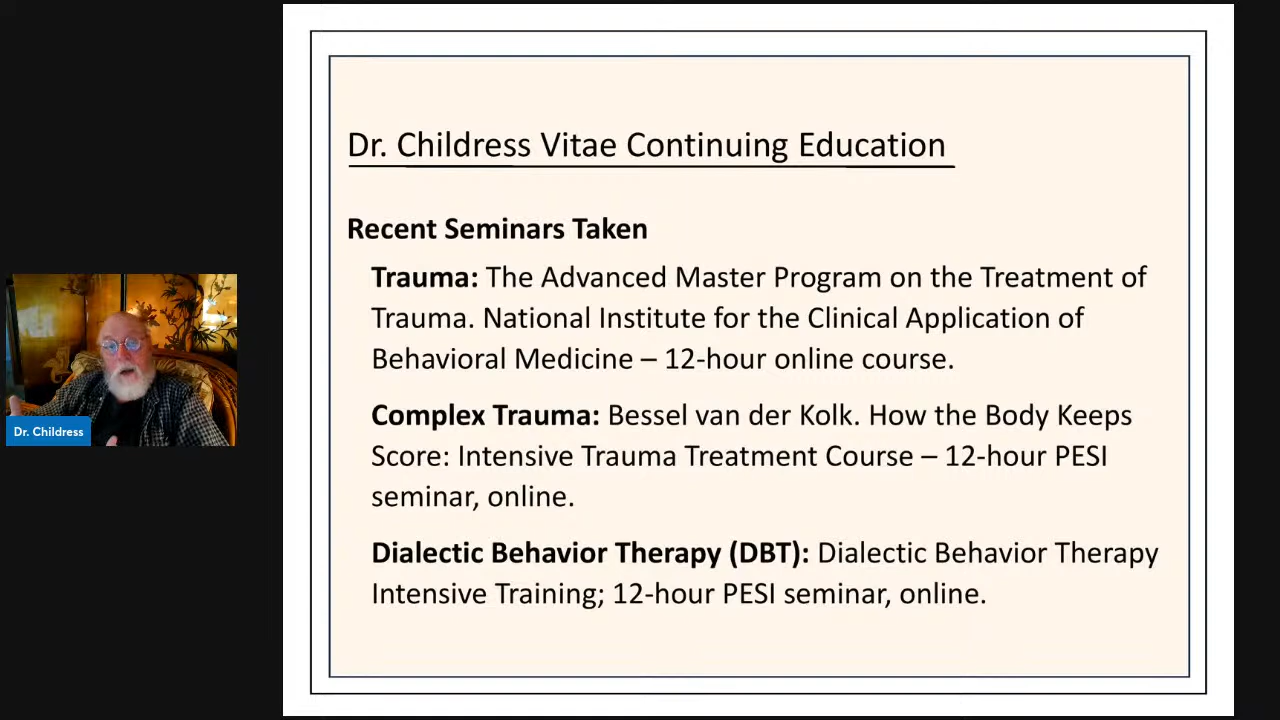 Dr. Childress Vitae Continuing Education
Recent Seminars Taken
Trauma: The Advanced Master Program on the Treatment of
Trauma. National Institute for the Clinical Application of
Behavioral Medicine – 12-hour online course.
Complex Trauma: Bessel van der Kolk. How the Body Keeps
Score: Intensive Trauma Treatment Course – 12-hour PESI
seminar, online.
Dialectic Behavior Therapy (DBT): Dialectic Behavior Therapy
Intensive Training; 12-hour PESI seminar, online.
Dr. Childress